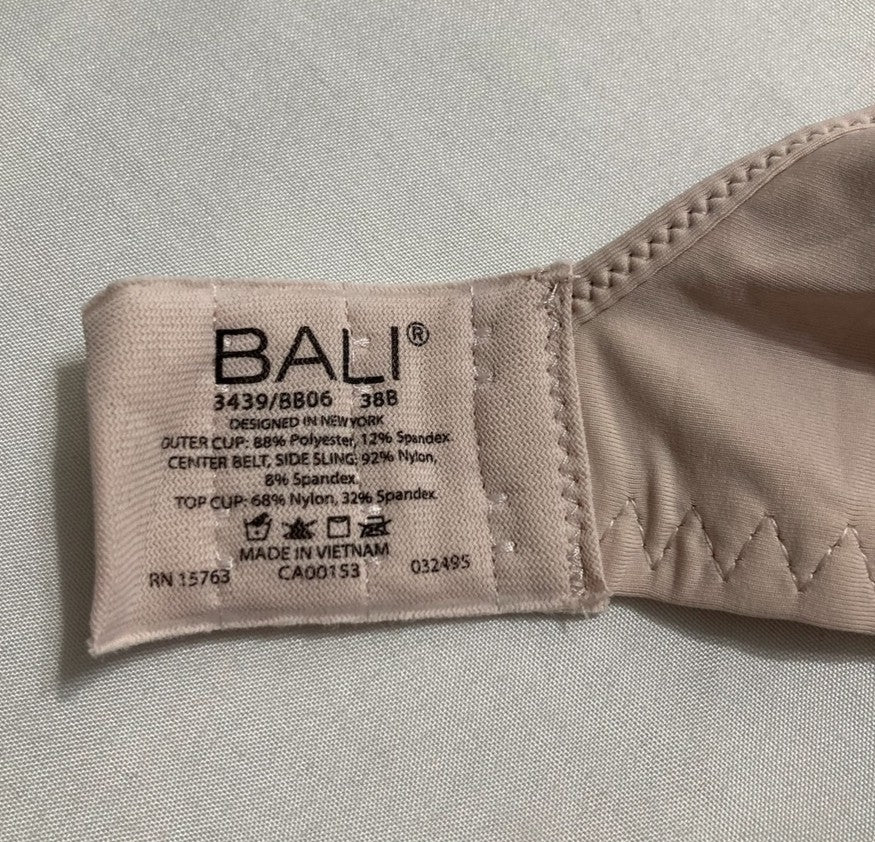 BALI®
3439/BB06 38B
DESIGNED IN NEW YORK
OUTER CUP: 88% Polyester, 12% Spandex
CENTER BELT, SIDE SLING: 92% Nylon,
8% Spandex
TOP CUP: 68% Nylon, 32% Spandex
MADE IN VIETNAM
RN 15763 CA00153 032495